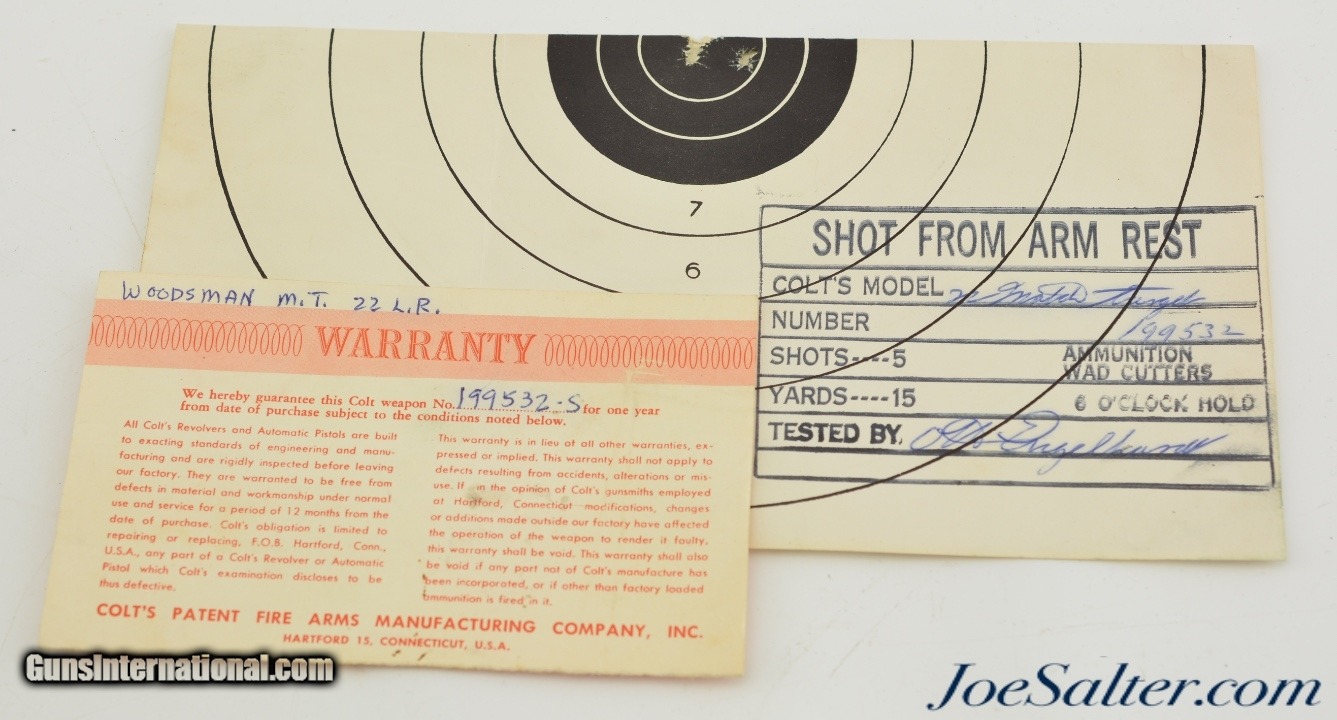 7
6
SHOT FROM ARM REST
COLT'S MODEL 22 Match Target
NUMBER 199532
SHOTS----5
AMMUNITION
WAD CUTTERS
YARDS----15
6 O'CLOCK HOLD
TESTED BY.
WOODSMAN M.T. 22 L.R.
WARRANTY
We hereby guarantee this Colt weapon No. 199532-S for one year
from date of purchase subject to the conditions noted below.
All Colt's Revolvers and Automatic Pistols are built
to exacting standards of engineering and manu-
facturing and are rigidly inspected before leaving
our factory. They are warranted to be free from
defects in material and workmanship under normal
use and service for a period of 12 months from the
date of purchase. Colt's obligation is limited to
repairing or replacing, F.O.B. Hartford, Conn.,
U.S.A., any part of a Colt's Revolver or Automatic
Pistol which Colt's examination discloses to be
thus defective.
This warranty is in lieu of all other warranties, ex-
pressed or implied. This warranty shall not apply to
defects resulting from accidents, alterations or mis-
use. If in the opinion of Colt's gunsmiths employed
at Hartford, Connecticut modifications, changes
or additions made outside our factory have affected
the operation of the weapon to render it faulty,
this warranty shall be void. This warranty shall also
be void if any part not of Colt's manufacture has
been incorporated, or if other than factory loaded
ammunition is fired in it.
COLT'S PATENT FIRE ARMS MANUFACTURING COMPANY, INC.
HARTFORD 15, CONNECTICUT, U.S.A.
GunsInternational.com
JoeSalter.com